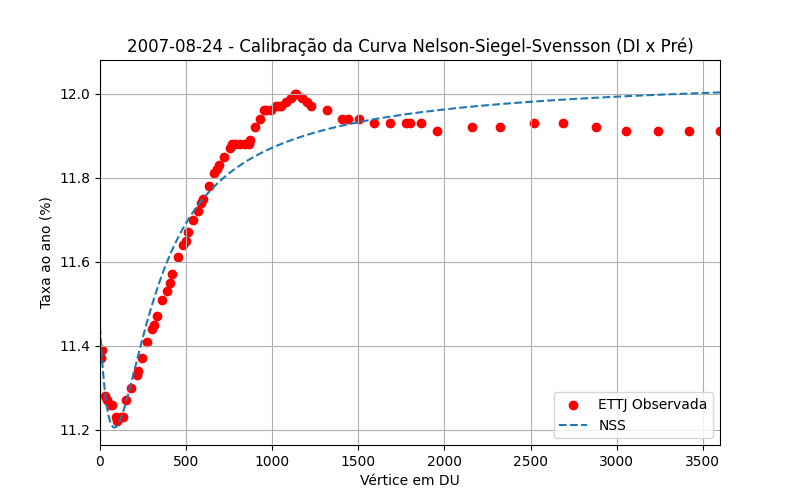 2007-08-24 - Calibração da Curva Nelson-Siegel-Svensson (DI x Pré)
Taxa ao ano (%)
12.0
11.8
11.6
11.4
11.2
ETTJ Observada
NSS
0
500
1000
1500
2000
2500
3000
3500
Vértice em DU